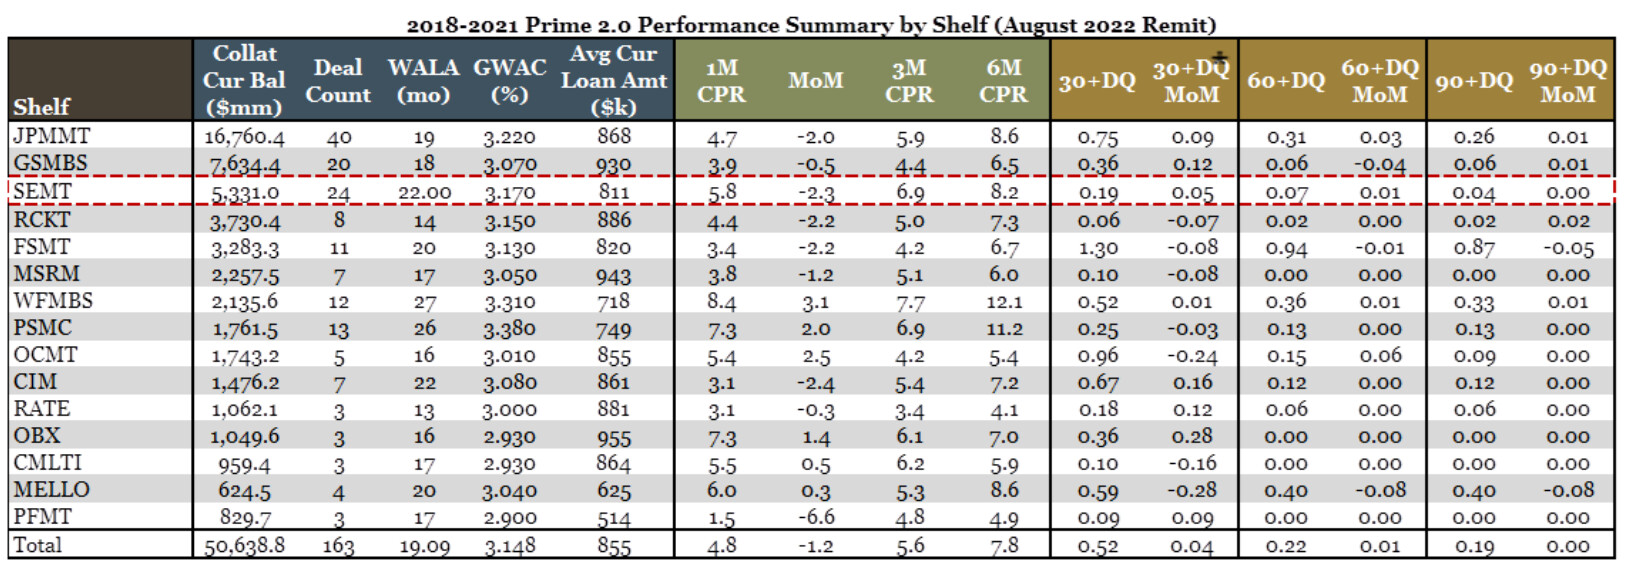 2018-2021 Prime 2.0 Performance Summary by Shelf (August 2022 Remit)
Shelf Collat Cur Bal ($mm) Deal Count WALA (mo) GWAC (%) Avg Cur Loan Amt ($k) 1M CPR MoM 3M CPR 6M CPR 30+DQ 30+DQ MoM 60+DQ 60+DQ MoM 90+DQ 90+DQ MoM
JPMMT 16,760.4 40 19 3.220 868 4.7 -2.0 5.9 8.6 0.75 0.09 0.31 0.03 0.26 0.01
GSMBS 7,634.4 20 18 3.070 930 3.9 -0.5 4.4 6.5 0.36 0.12 0.06 -0.04 0.06 0.01
SEMT 5,331.0 24 22.00 3.170 811 5.8 -2.3 6.9 8.2 0.19 0.05 0.07 0.01 0.04 0.00
RCKT 3,730.4 8 14 3.150 886 4.4 -2.2 5.0 7.3 0.06 -0.07 0.02 0.00 0.02 0.02
FSMT 3,283.3 11 20 3.130 820 3.4 -2.2 4.2 6.7 1.30 -0.08 0.94 -0.01 0.87 -0.05
MSRM 2,257.5 7 17 3.050 943 3.8 -1.2 5.1 6.0 0.10 -0.08 0.00 0.00 0.00 0.00
WFMBS 2,135.6 12 27 3.310 718 8.4 3.1 7.7 12.1 0.52 0.01 0.36 0.01 0.33 0.01
PSMC 1,761.5 13 26 3.380 749 7.3 2.0 6.9 11.2 0.25 -0.03 0.13 0.00 0.13 0.00
OCMT 1,743.2 5 16 3.010 855 5.4 2.5 4.2 5.4 0.96 -0.24 0.15 0.06 0.09 0.00
CIM 1,476.2 7 22 3.080 861 3.1 -2.4 5.4 7.2 0.67 0.16 0.12 0.00 0.12 0.00
RATE 1,062.1 3 13 3.000 881 3.1 -0.3 3.4 4.1 0.18 0.12 0.06 0.00 0.06 0.00
OBX 1,049.6 3 16 2.930 955 7.3 1.4 6.1 7.0 0.36 0.28 0.00 0.00 0.00 0.00
CMLTI 959.4 3 17 2.930 864 5.5 0.5 6.2 5.9 0.10 -0.16 0.00 0.00 0.00 0.00
MELLO 624.5 4 20 3.040 625 6.0 0.3 5.3 8.6 0.59 -0.28 0.40 -0.08 0.40 -0.08
PFMT 829.7 3 17 2.900 514 1.5 -6.6 4.8 4.9 0.09 0.09 0.00 0.00 0.00 0.00
Total 50,638.8 163 19.09 3.148 855 4.8 -1.2 5.6 7.8 0.52 0.04 0.22 0.01 0.19 0.00